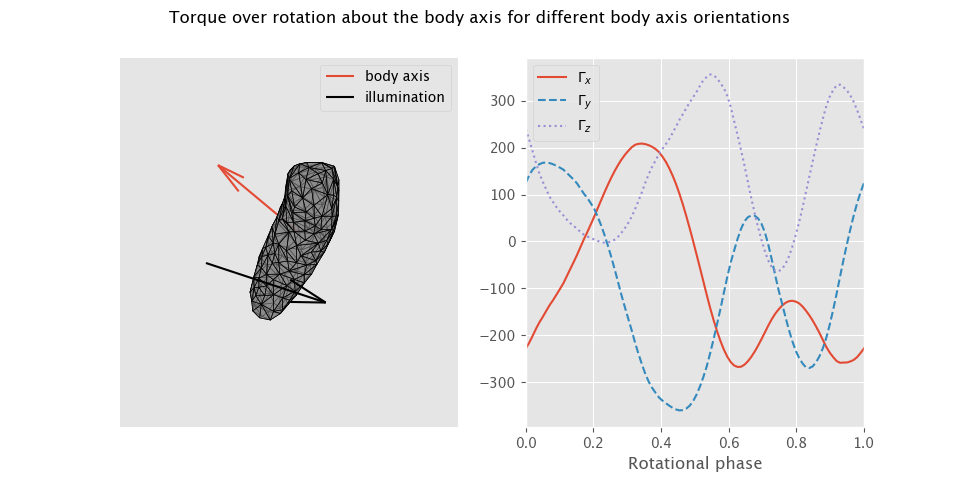 Torque over rotation about the body axis for different body axis orientations
body axis
illumination
Γx
Γy
Γz
300
200
100
0
−100
−200
−300
0.0 0.2 0.4 0.6 0.8 1.0
Rotational phase